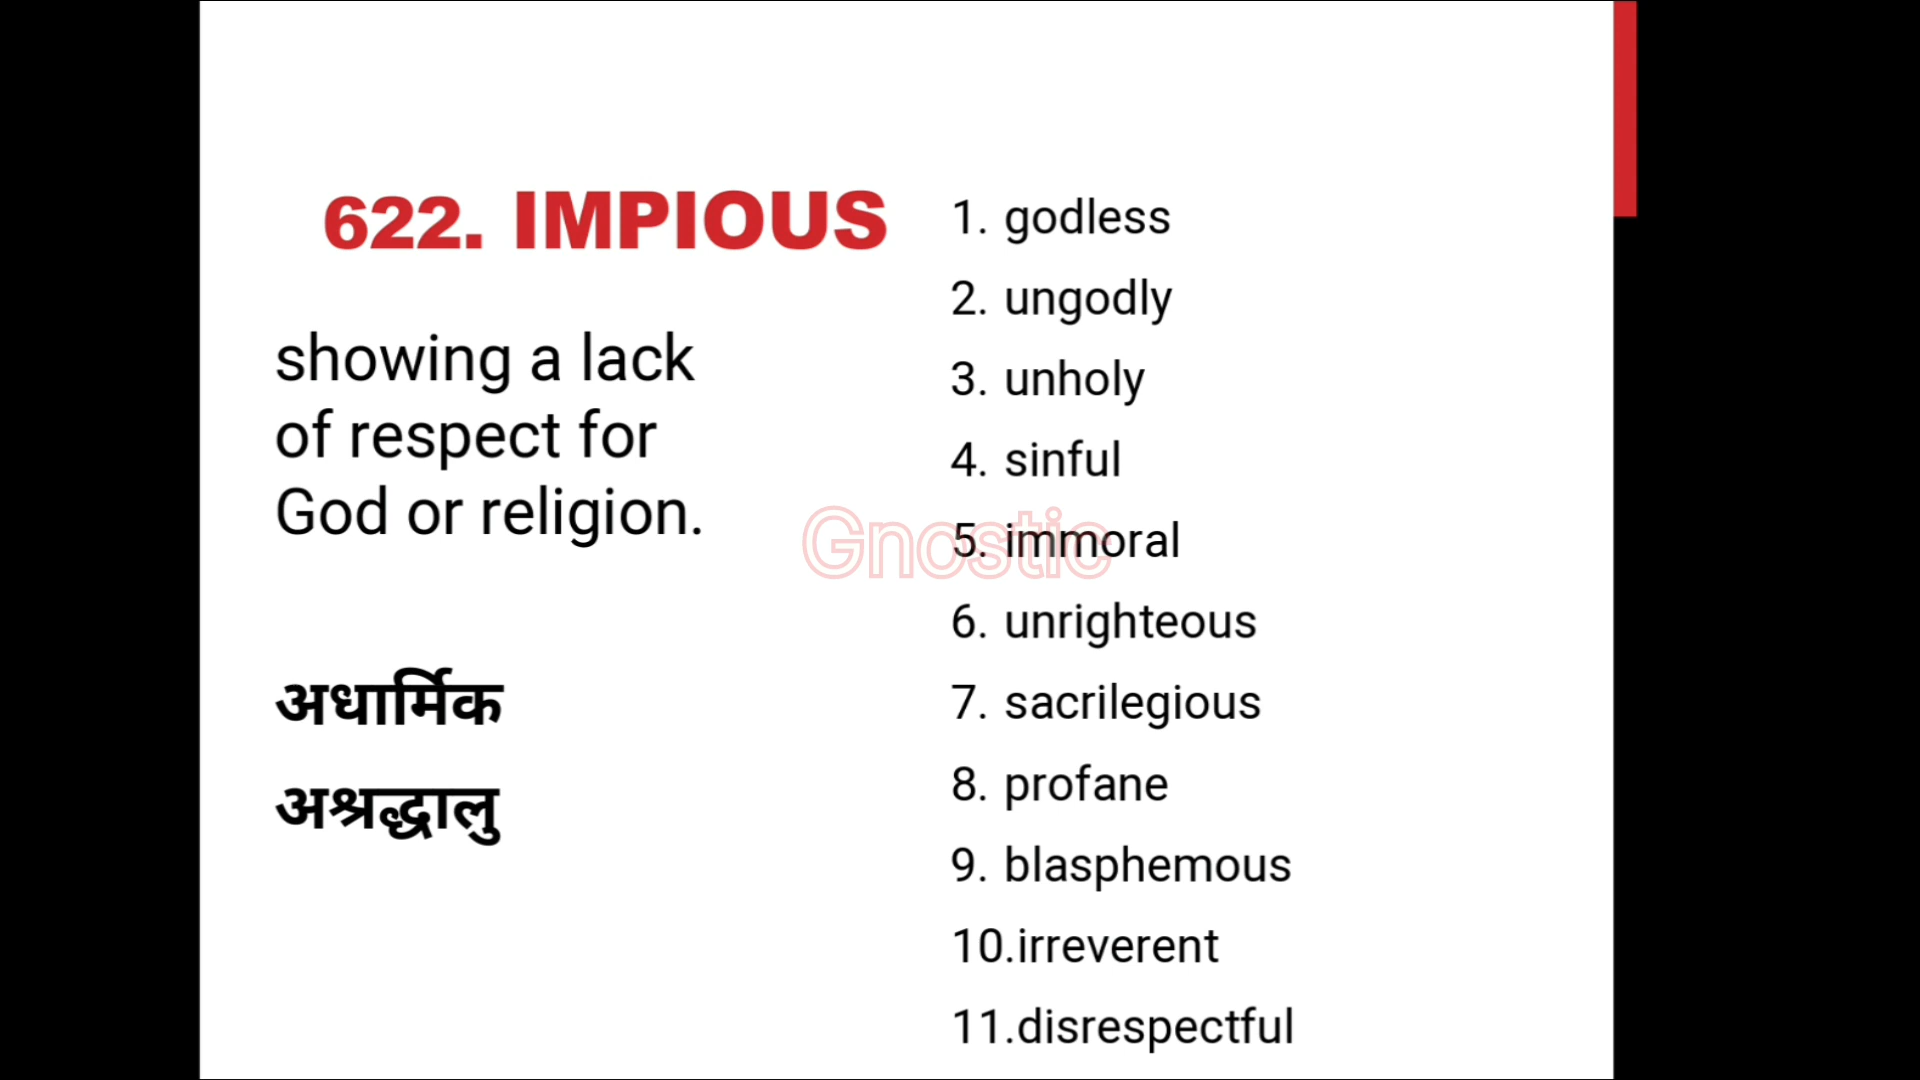 622. IMPIOUS
showing a lack
of respect for
God or religion.
अधार्मिक
अश्रद्धालु
1. godless
2. ungodly
3. unholy
4. sinful
5. immoral
6. unrighteous
7. sacrilegious
8. profane
9. blasphemous
10.irreverent
11.disrespectful
Gnostic